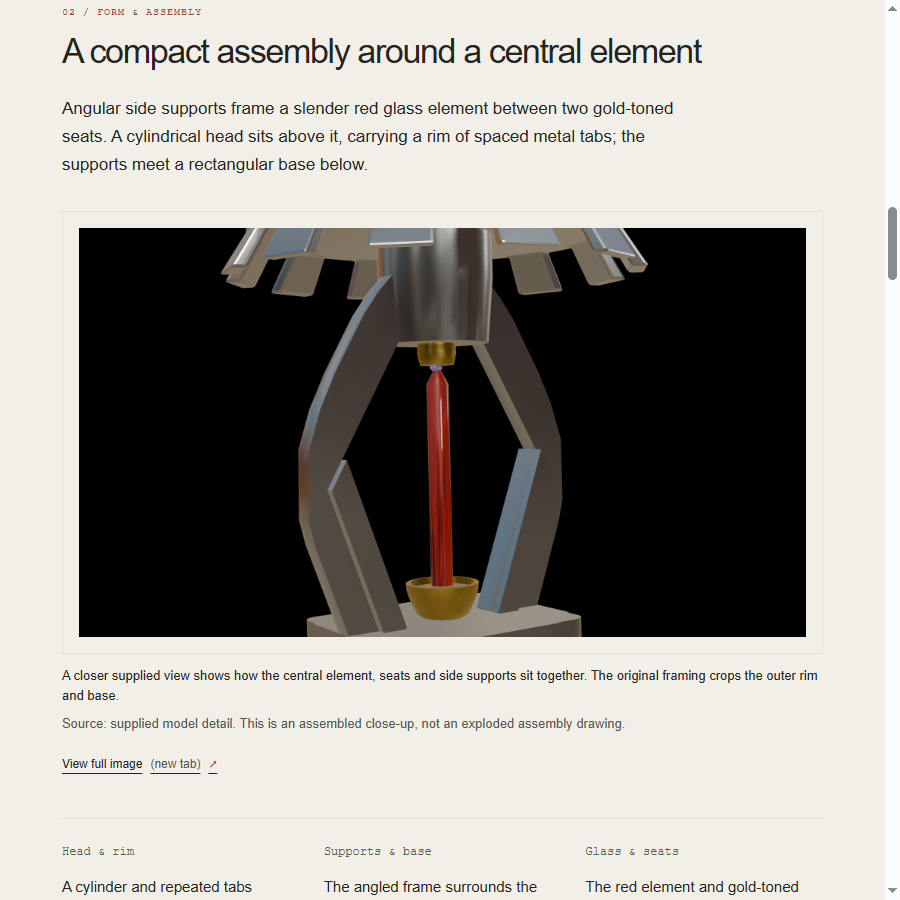 02 / FORM & ASSEMBLY
A compact assembly around a central element
Angular side supports frame a slender red glass element between two gold-toned
seats. A cylindrical head sits above it, carrying a rim of spaced metal tabs; the
supports meet a rectangular base below.
A closer supplied view shows how the central element, seats and side supports sit together. The original framing crops the outer rim
and base.
Source: supplied model detail. This is an assembled close-up, not an exploded assembly drawing.
View full image (new tab) ↗
Head & rim
Supports & base
Glass & seats
A cylinder and repeated tabs
The angled frame surrounds the
The red element and gold-toned